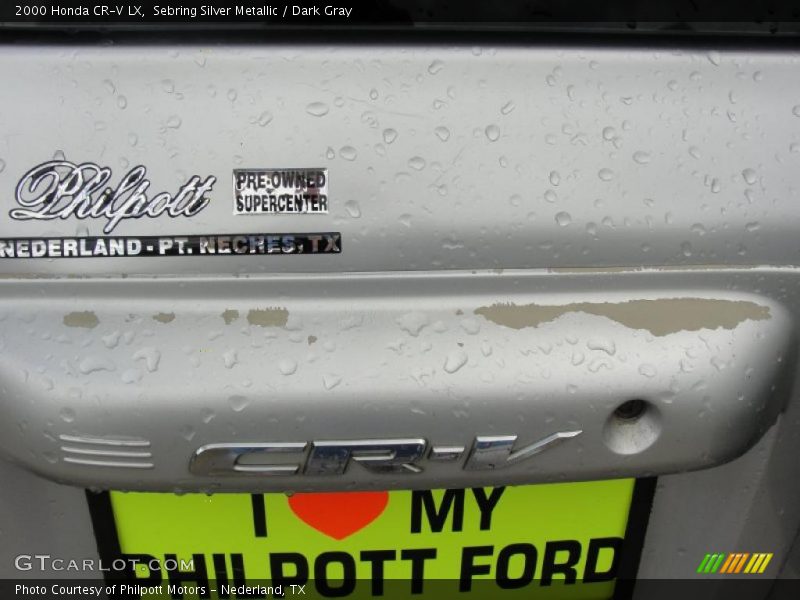 2000 Honda CR-V LX, Sebring Silver Metallic / Dark Gray
Philpott PRE-OWNED SUPERCENTER
NEDERLAND - PT. NECHES, TX
CR-V
I ❤ MY
PHILPOTT FORD
GTCARLOT.COM
Photo Courtesy of Philpott Motors - Nederland, TX